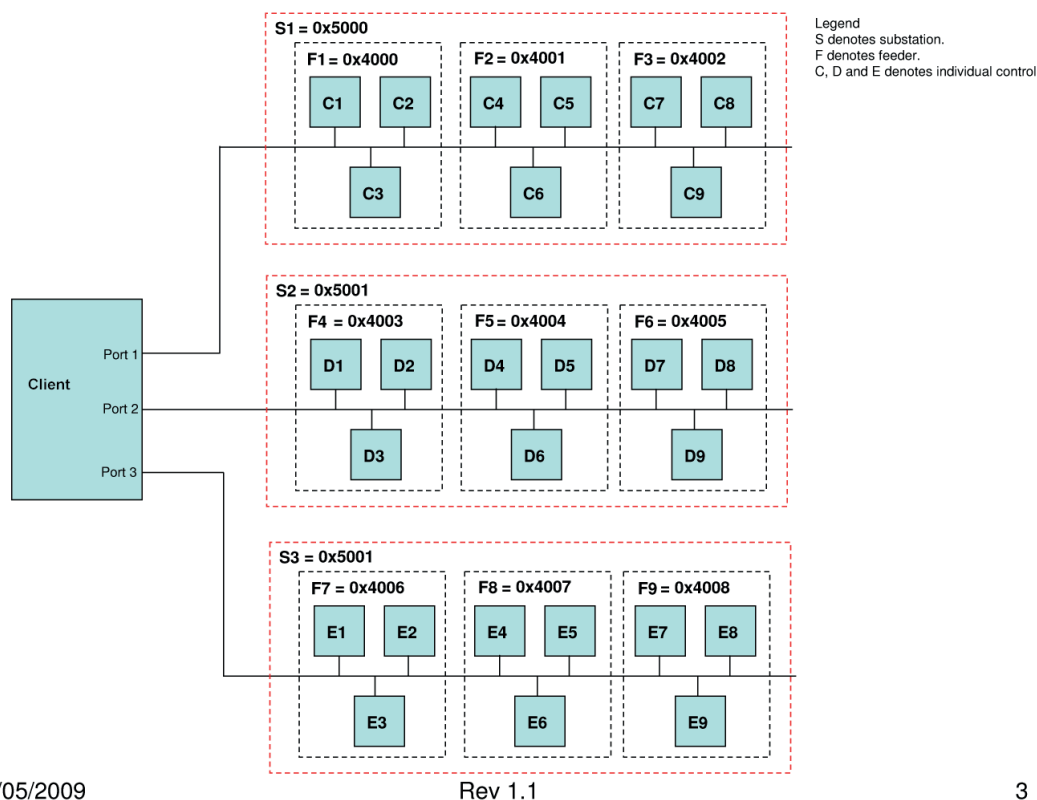 S1 = 0x5000
F1 = 0x4000
F2 = 0x4001
F3 = 0x4002
C1
C2
C4
C5
C7
C8
C3
C6
C9
Legend
S denotes substation.
F denotes feeder.
C, D and E denotes individual control
Client
Port 1
Port 2
Port 3
S2 = 0x5001
F4 = 0x4003
F5 = 0x4004
F6 = 0x4005
D1
D2
D4
D5
D7
D8
D3
D6
D9
S3 = 0x5001
F7 = 0x4006
F8 = 0x4007
F9 = 0x4008
E1
E2
E4
E5
E7
E8
E3
E6
E9
/05/2009
Rev 1.1
3